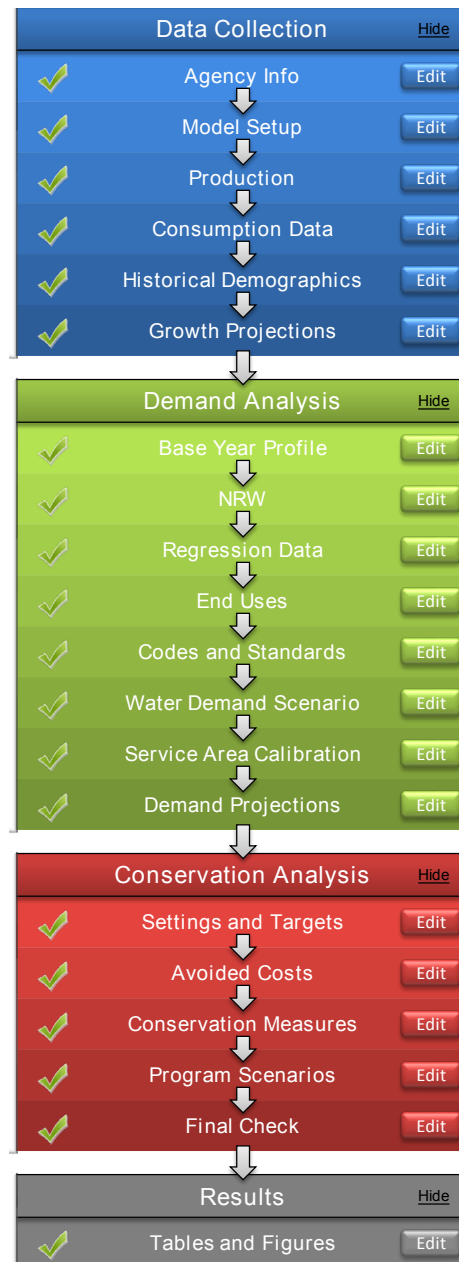 Data Collection Hide
Agency Info Edit
Model Setup Edit
Production Edit
Consumption Data Edit
Historical Demographics Edit
Growth Projections Edit
Demand Analysis Hide
Base Year Profile Edit
NRW Edit
Regression Data Edit
End Uses Edit
Codes and Standards Edit
Water Demand Scenario Edit
Service Area Calibration Edit
Demand Projections Edit
Conservation Analysis Hide
Settings and Targets Edit
Avoided Costs Edit
Conservation Measures Edit
Program Scenarios Edit
Final Check Edit
Results Hide
Tables and Figures Edit